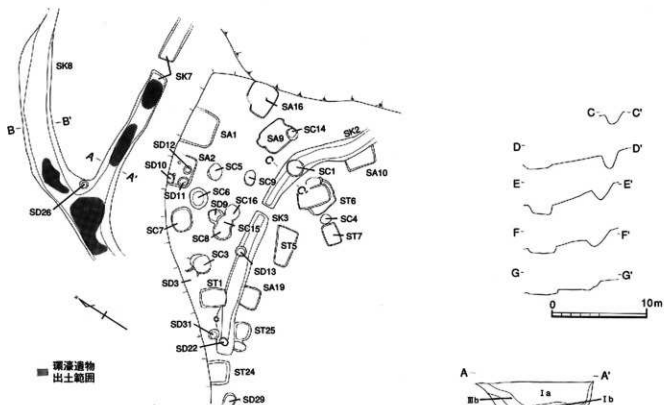 SK8
SK7
B
B'
A
A'
SD26
SA16
SA1
SA9
SC14
SK2
SD12
SA2
SD10
SC5
SC1
SA10
SD11
SC9
SC6
ST6
SD9
SC16
SC4
SC7
SK3
SC15
ST7
SC8
ST5
SC3
SD13
SD3
ST1
SA19
SD31
ST25
SD22
ST24
SD29
環濠遺物
出土範囲
C
C'
D
D'
E
E'
F
F'
G
G'
0
10m
A
A'
Ⅰa
Ⅲb
Ⅰb